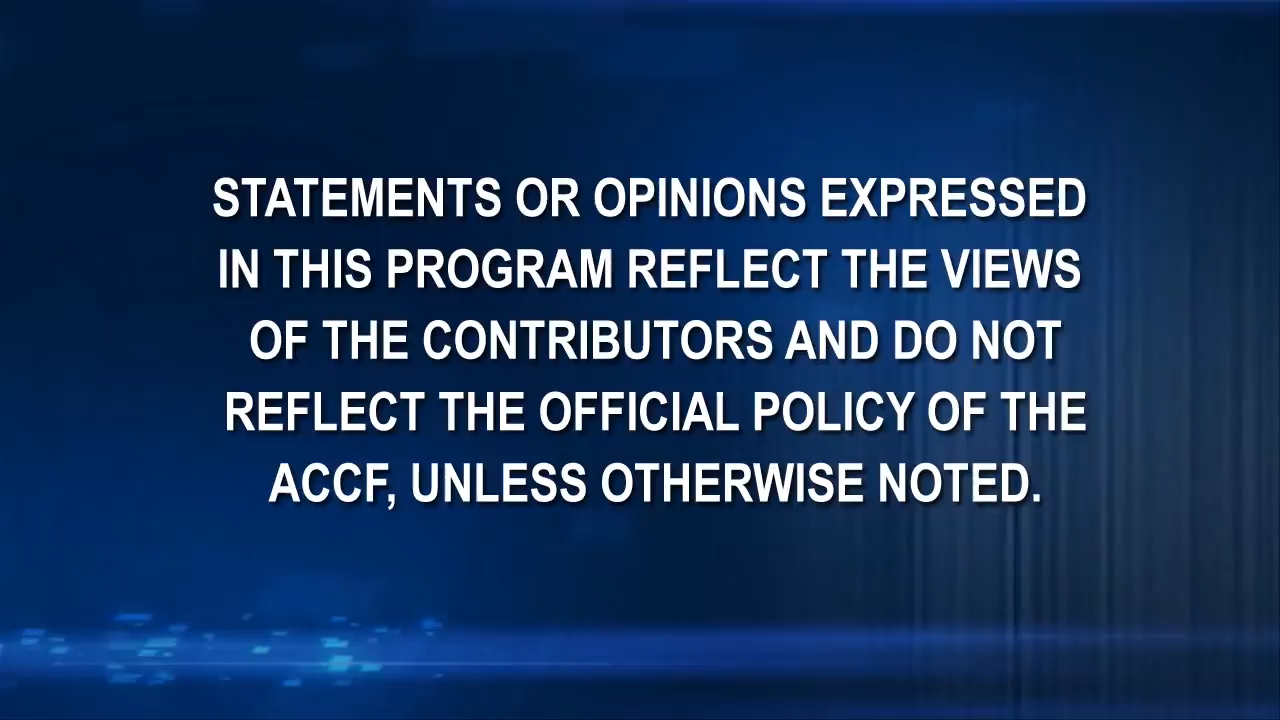 STATEMENTS OR OPINIONS EXPRESSED
IN THIS PROGRAM REFLECT THE VIEWS
OF THE CONTRIBUTORS AND DO NOT
REFLECT THE OFFICIAL POLICY OF THE
ACCF, UNLESS OTHERWISE NOTED.